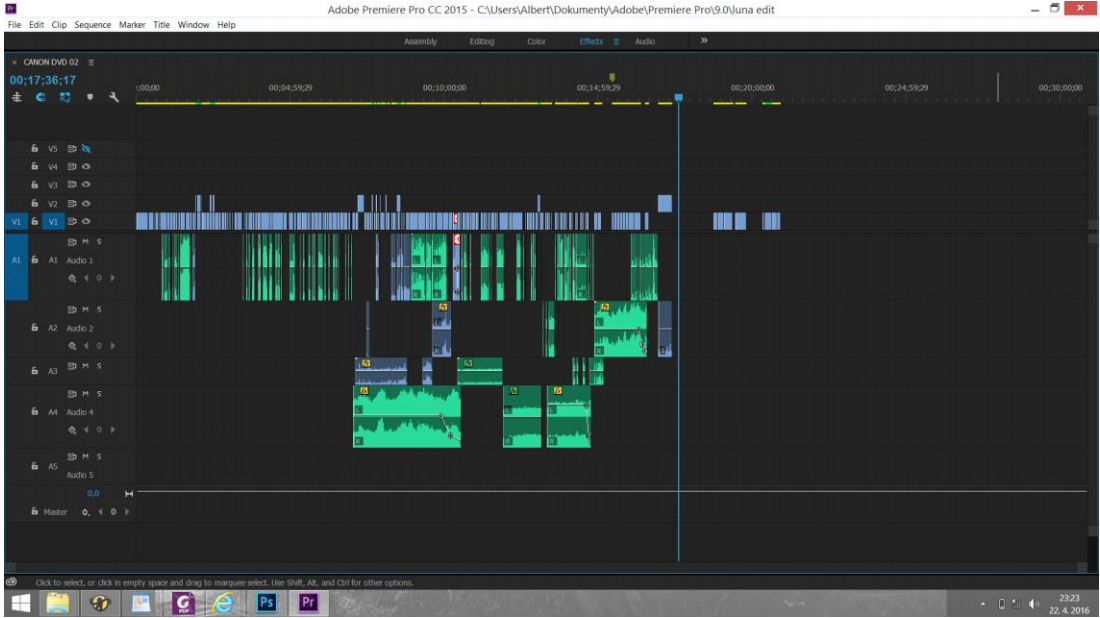 Adobe Premiere Pro CC 2015 - C:\Users\Albert\Dokumenty\Adobe\Premiere Pro\9.0\luna edit
File Edit Clip Sequence Marker Title Window Help
Assembly Editing Color Effects Audio
× CANON DVD 02
00;17;36;17
;00;00 00;04;59;29 00;10;00;00 00;14;59;29 00;20;00;00 00;24;59;29 00;30;00;00
V5
V4
V3
V2
V1 V1
M S
A1 A1 Audio 1
M S
A2 Audio 2
A3 M S
M S
A4 Audio 4
M S
A5
Audio 5
0,0
Master
Click to select, or click in empty space and drag to marquee select. Use Shift, Alt, and Ctrl for other options.
Ps Pr
23:23
22. 4. 2016